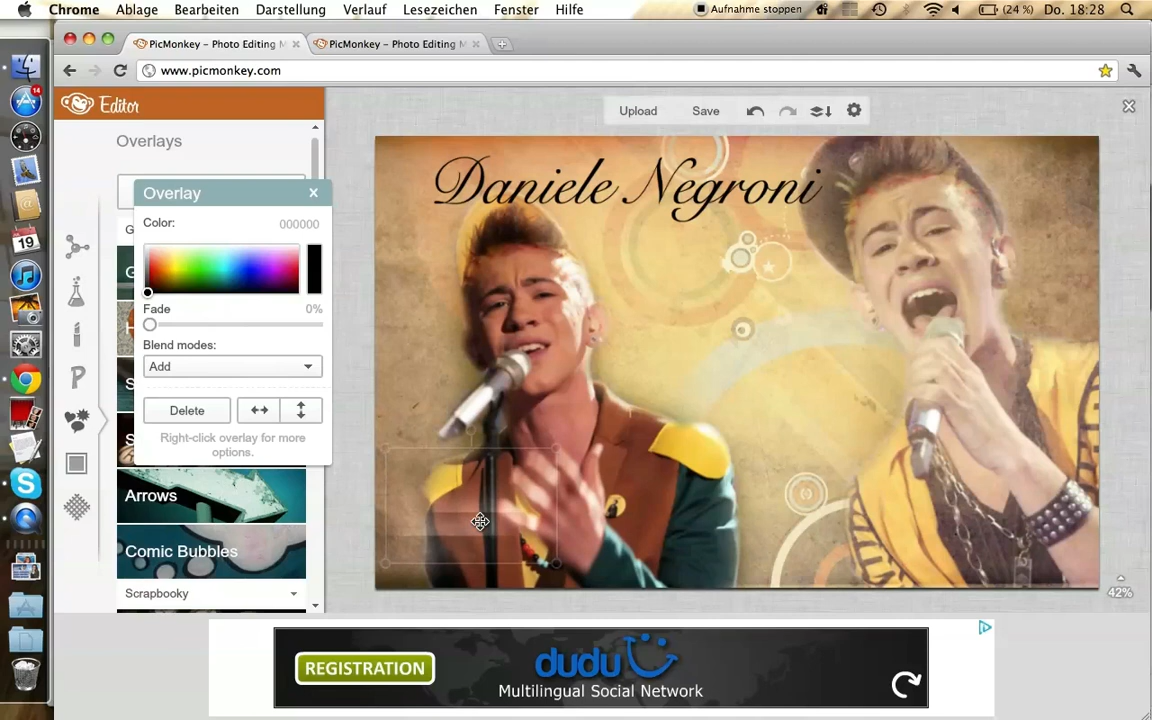 Chrome Ablage Bearbeiten Darstellung Verlauf Lesezeichen Fenster Hilfe Aufnahme stoppen (24 %) Do. 18:28
PicMonkey – Photo Editing M PicMonkey – Photo Editing M
www.picmonkey.com
Editor
Upload Save
Overlays
Daniele Negroni
Overlay
Color: 000000
Fade 0%
Blend modes:
Add
Delete
Right-click overlay for more
options.
Arrows
Comic Bubbles
Scrapbooky
42%
14
19
REGISTRATION
dudu
Multilingual Social Network